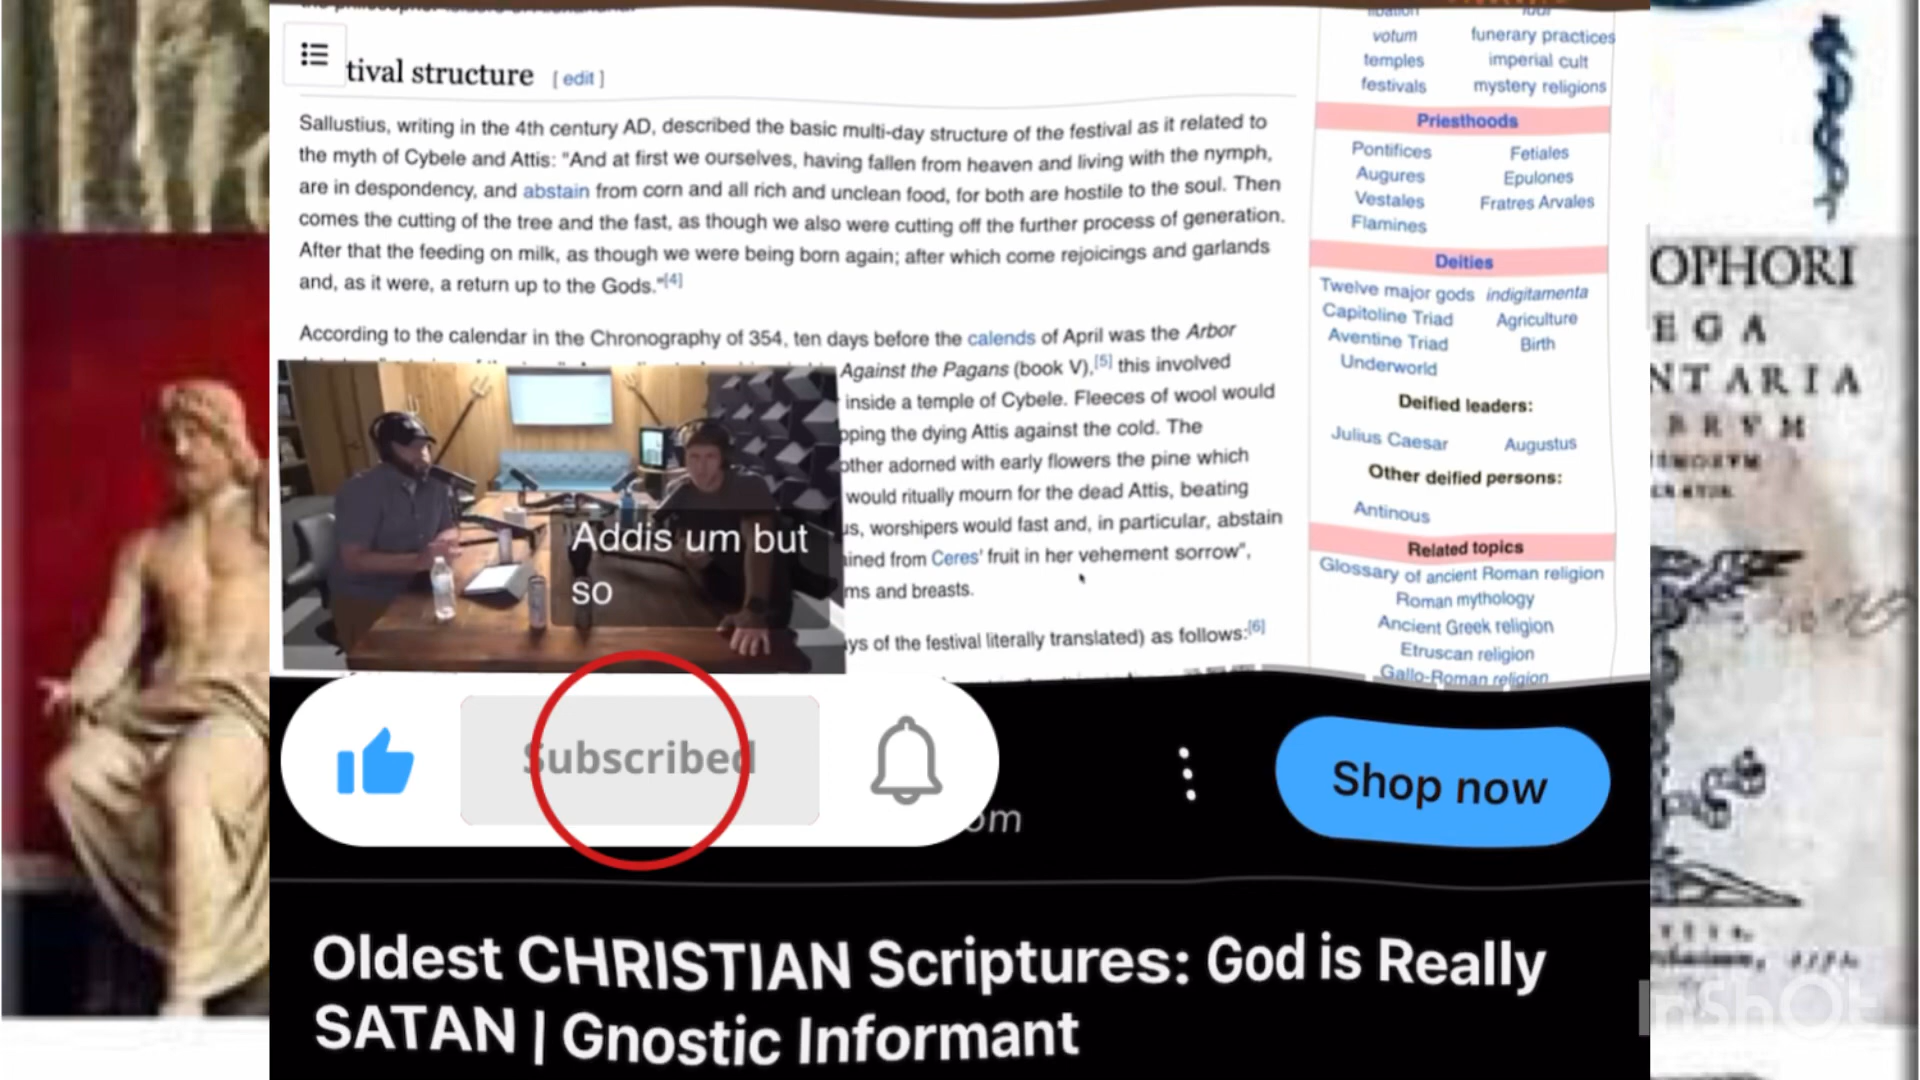 tival structure [ edit ]
Sallustius, writing in the 4th century AD, described the basic multi-day structure of the festival as it related to
the myth of Cybele and Attis: "And at first we ourselves, having fallen from heaven and living with the nymph,
are in despondency, and abstain from corn and all rich and unclean food, for both are hostile to the soul. Then
comes the cutting of the tree and the fast, as though we also were cutting off the further process of generation.
After that the feeding on milk, as though we were being born again; after which come rejoicings and garlands
and, as it were, a return up to the Gods."[4]
According to the calendar in the Chronography of 354, ten days before the calends of April was the Arbor
Against the Pagans (book V),[5] this involved
inside a temple of Cybele. Fleeces of wool would
pping the dying Attis against the cold. The
other adorned with early flowers the pine which
would ritually mourn for the dead Attis, beating
us, worshipers would fast and, in particular, abstain
ained from Ceres' fruit in her vehement sorrow",
ms and breasts.
ays of the festival literally translated) as follows:[6]
Addis um but
so
libation ludi
votum funerary practices
temples imperial cult
festivals mystery religions
Priesthoods
Pontifices Fetiales
Augures Epulones
Vestales Fratres Arvales
Flamines
Deities
Twelve major gods indigitamenta
Capitoline Triad Agriculture
Aventine Triad Birth
Underworld
Deified leaders:
Julius Caesar Augustus
Other deified persons:
Antinous
Related topics
Glossary of ancient Roman religion
Roman mythology
Ancient Greek religion
Etruscan religion
Gallo-Roman religion
Subscribed
om
Shop now
Oldest CHRISTIAN Scriptures: God is Really
SATAN | Gnostic Informant
OPHORI
EGA
NTARIA
BRVM
InShOt